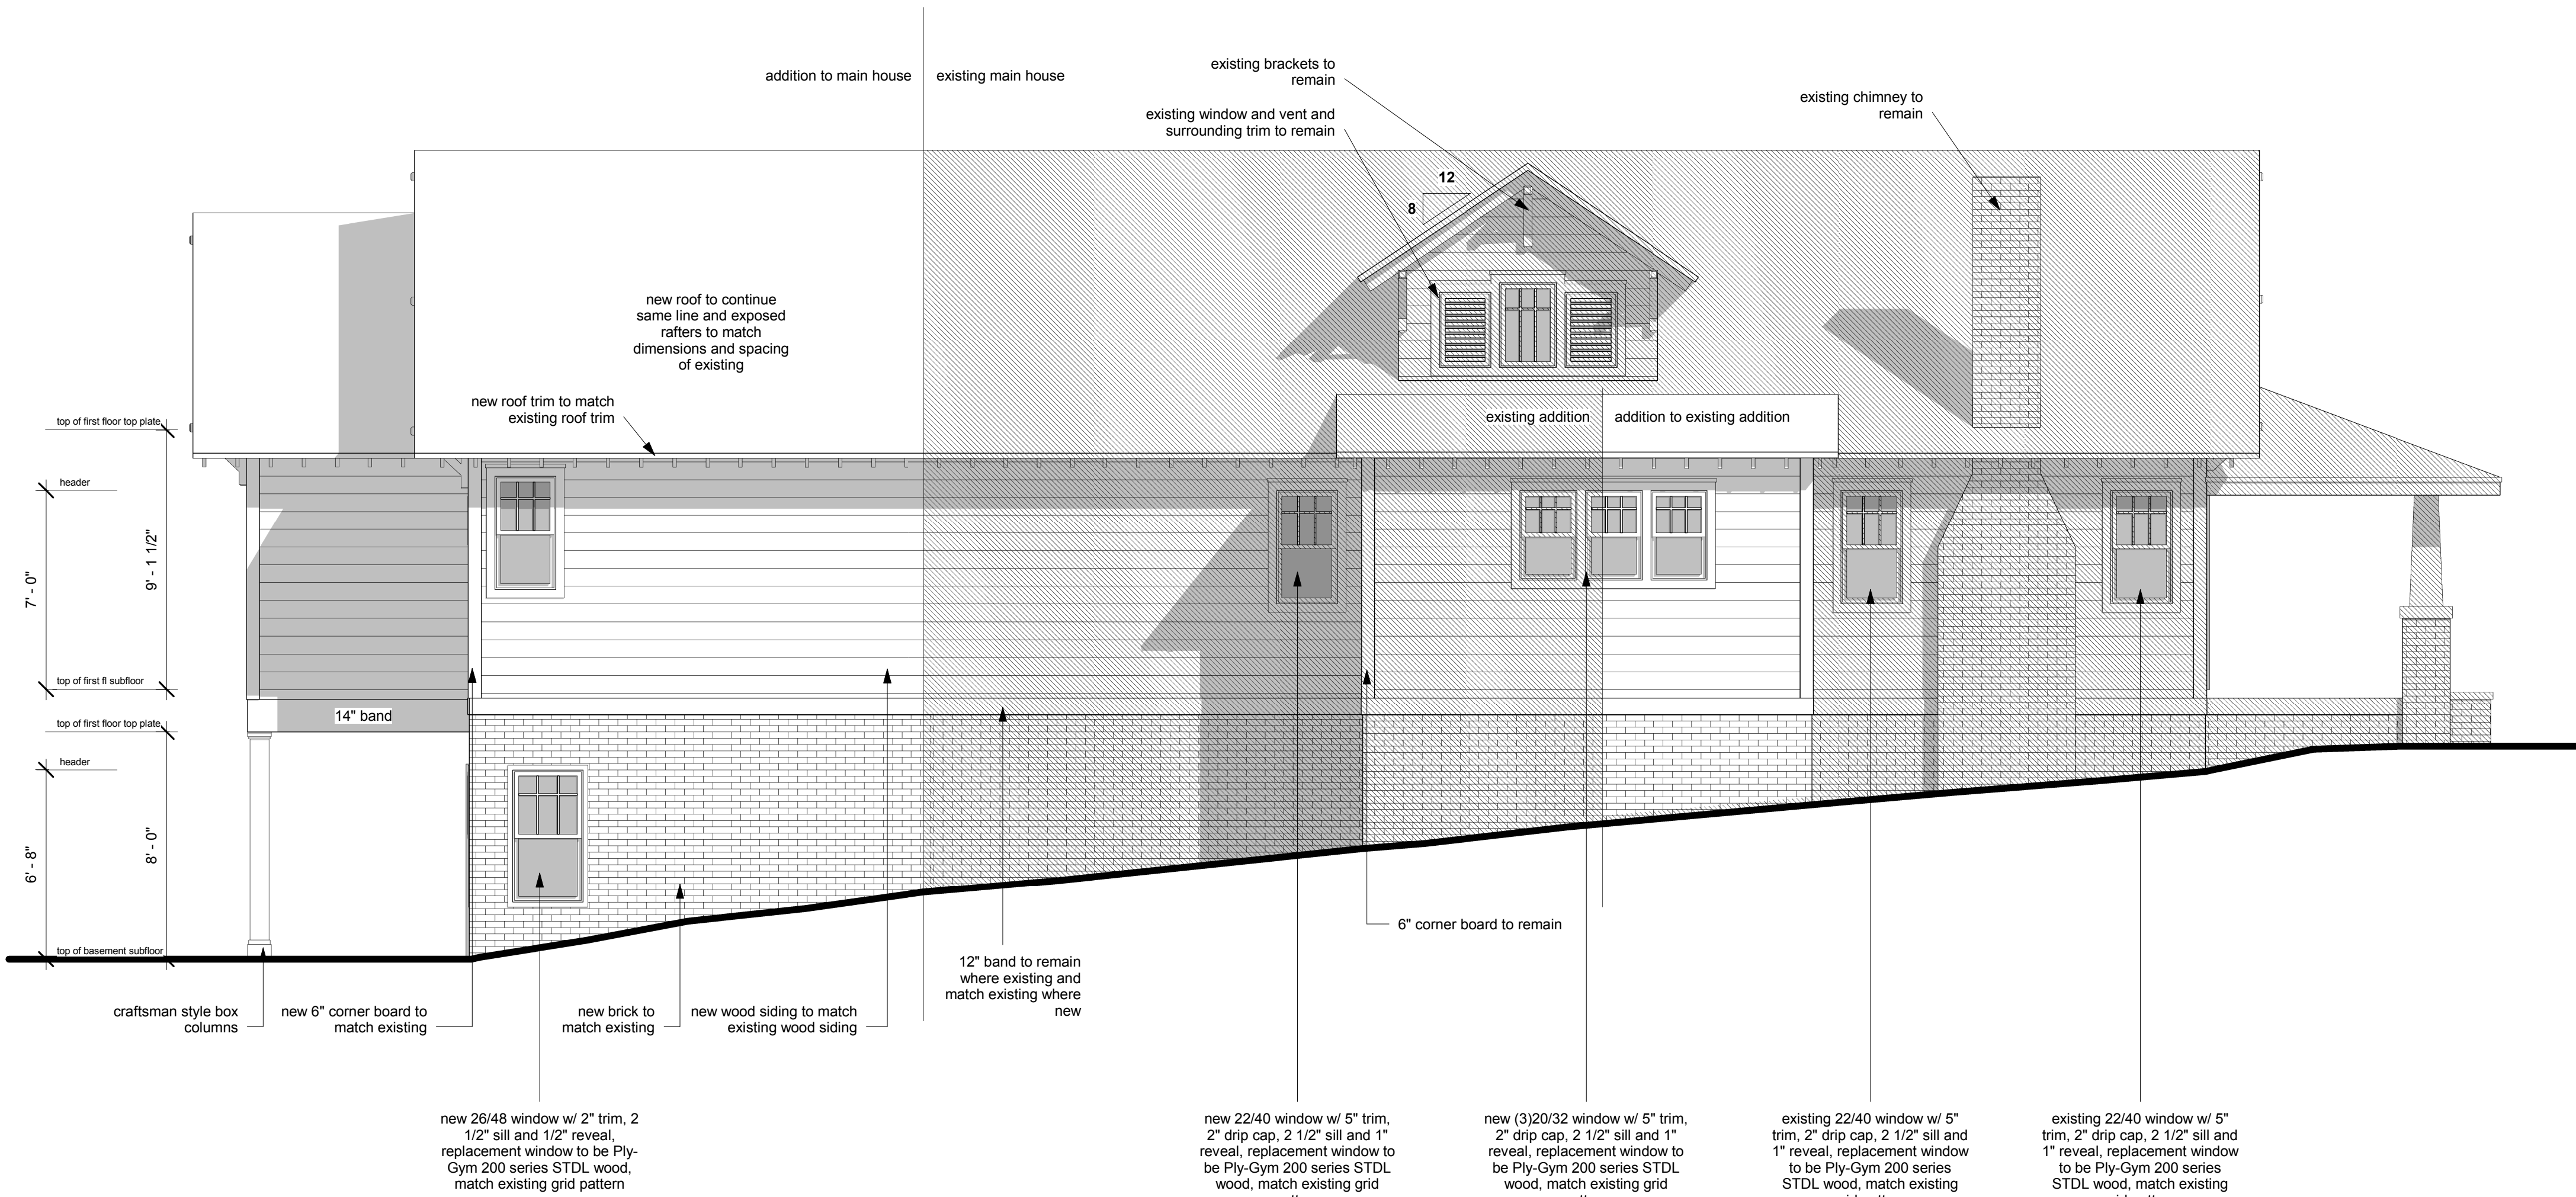 addition to main house
existing main house
existing brackets to
remain
existing window and vent and
surrounding trim to remain
existing chimney to
remain
12
8
new roof to continue
same line and exposed
rafters to match
dimensions and spacing
of existing
new roof trim to match
existing roof trim
existing addition
addition to existing addition
top of first floor top plate
header
7' - 0"
9' - 1 1/2"
top of first fl subfloor
14" band
top of first floor top plate
header
6' - 8"
8' - 0"
top of basement subfloor
6" corner board to remain
12" band to remain
where existing and
match existing where
new
craftsman style box
columns
new 6" corner board to
match existing
new brick to
match existing
new wood siding to match
existing wood siding
new 26/48 window w/ 2" trim, 2
1/2" sill and 1/2" reveal,
replacement window to be Ply-
Gym 200 series STDL wood,
match existing grid pattern
new 22/40 window w/ 5" trim,
2" drip cap, 2 1/2" sill and 1"
reveal, replacement window to
be Ply-Gym 200 series STDL
wood, match existing grid
new (3)20/32 window w/ 5" trim,
2" drip cap, 2 1/2" sill and 1"
reveal, replacement window to
be Ply-Gym 200 series STDL
wood, match existing grid
existing 22/40 window w/ 5"
trim, 2" drip cap, 2 1/2" sill and
1" reveal, replacement window
to be Ply-Gym 200 series
STDL wood, match existing
existing 22/40 window w/ 5"
trim, 2" drip cap, 2 1/2" sill and
1" reveal, replacement window
to be Ply-Gym 200 series
STDL wood, match existing